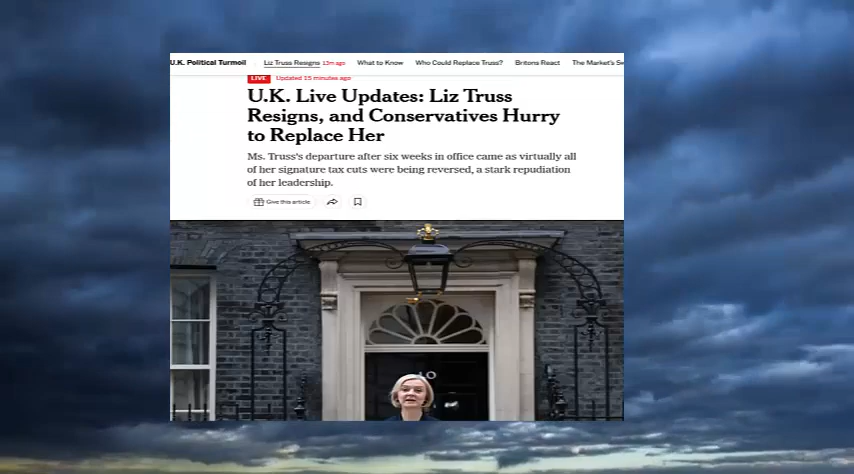 U.K. Political Turmoil Liz Truss Resigns 13m ago What to Know Who Could Replace Truss? Britons React The Market's
LIVE Updated 15 minutes ago
U.K. Live Updates: Liz Truss
Resigns, and Conservatives Hurry
to Replace Her
Ms. Truss's departure after six weeks in office came as virtually all
of her signature tax cuts were being reversed, a stark repudiation
of her leadership.
Give this article
10